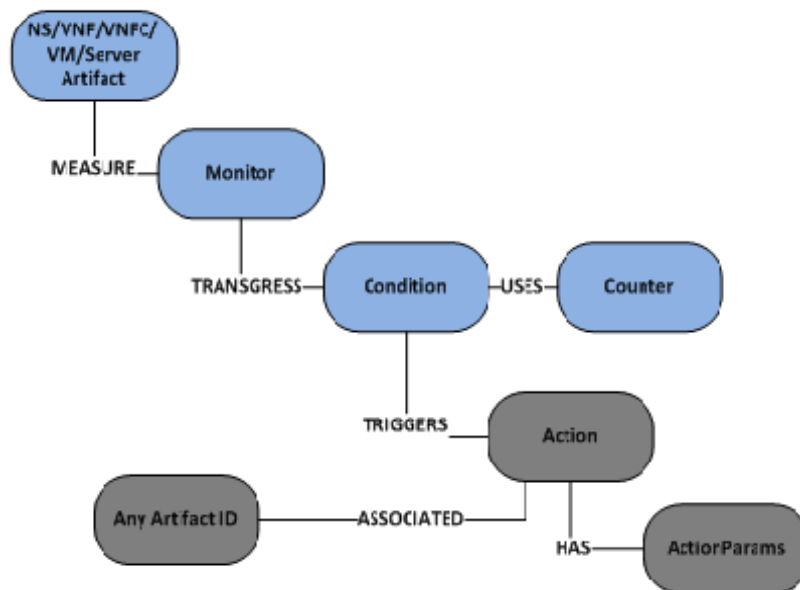 NS/VNF/VNFC/
VM/Server
Artifact
MEASURE
Monitor
TRANSGRESS
Condition
USES
Counter
TRIGGERS
Action
Any Artifact ID
ASSOCIATED
HAS
ActionParams